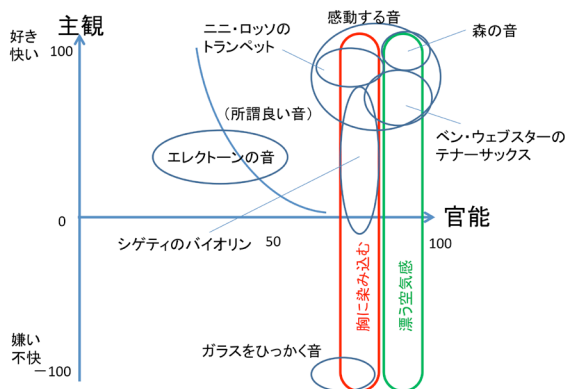 感動する音
主観
好き
快い
100
ニニ・ロッソの
トランペット
森の音
(所謂良い音)
エレクトーンの音
ベン・ウェブスターの
テナーサックス
0
官能
シゲティのバイオリン
50
100
胸に染み込む
漂う空気感
嫌い
不快
ー100
ガラスをひっかく音